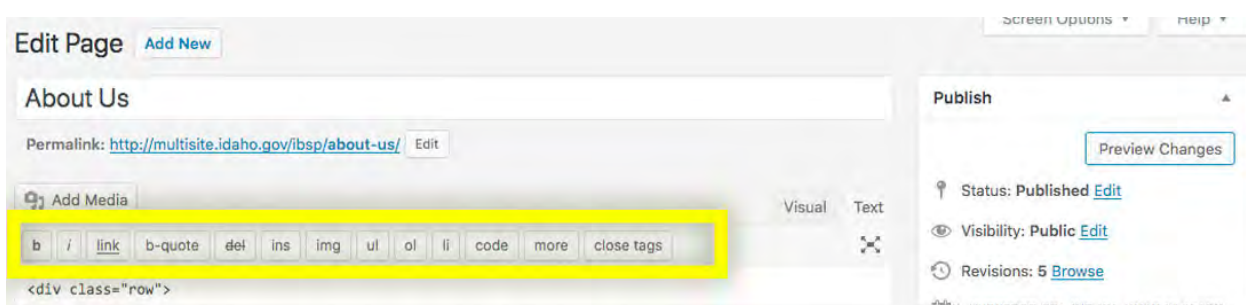 Screen Options Help
Edit Page Add New
About Us
Permalink: http://multisite.idaho.gov/ibsp/about-us/ Edit
Add Media
Visual Text
b i link b-quote del ins img ul ol li code more close tags
<div class="row">
Publish
Preview Changes
Status: Published Edit
Visibility: Public Edit
Revisions: 5 Browse